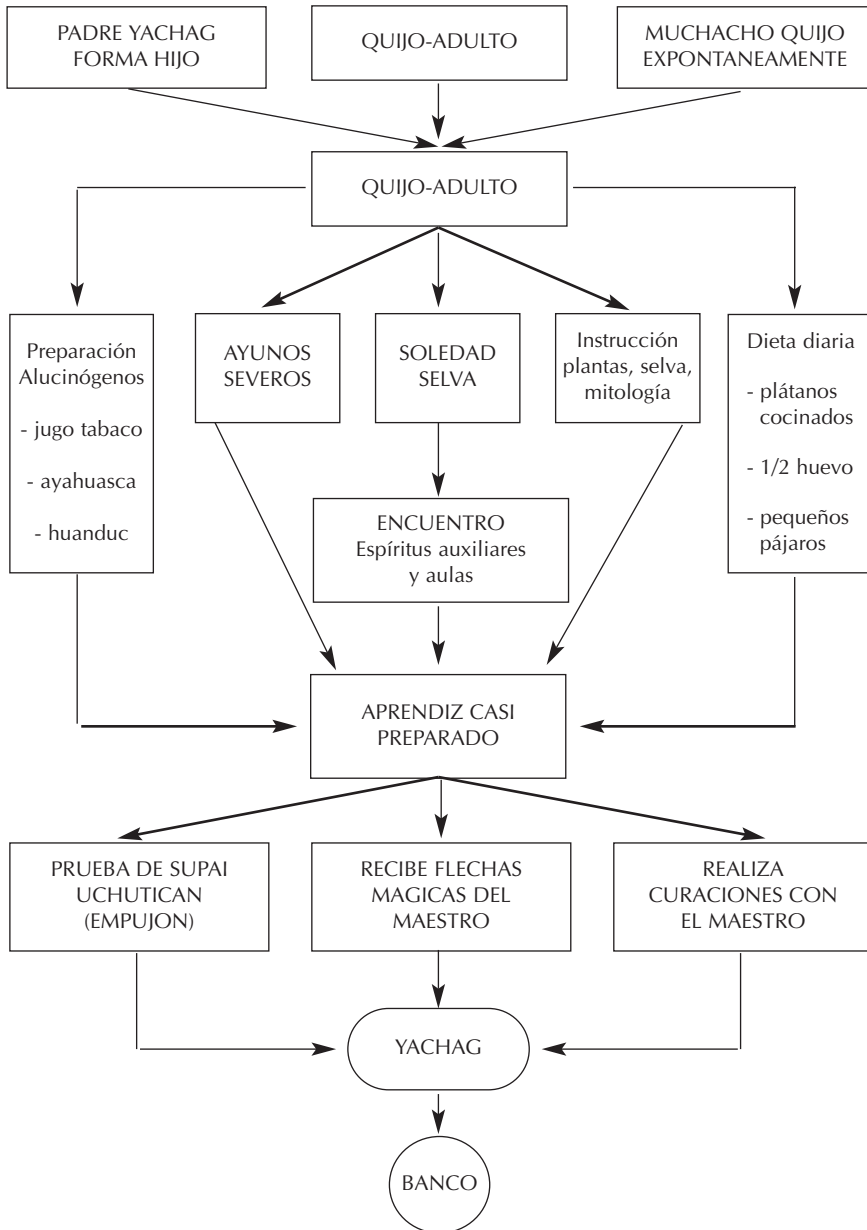 PADRE YACHAG
FORMA HIJO
QUIJO-ADULTO
MUCHACHO QUIJO
EXPONTANEAMENTE
QUIJO-ADULTO
Preparación
Alucinógenos
- jugo tabaco
- ayahuasca
- huanduc
AYUNOS
SEVEROS
SOLEDAD
SELVA
Instrucción
plantas, selva,
mitología
Dieta diaria
- plátanos
cocinados
- 1/2 huevo
- pequeños
pájaros
ENCUENTRO
Espíritus auxiliares
y aulas
APRENDIZ CASI
PREPARADO
PRUEBA DE SUPAI
UCHUTICAN
(EMPUJON)
RECIBE FLECHAS
MAGICAS DEL
MAESTRO
REALIZA
CURACIONES CON
EL MAESTRO
YACHAG
BANCO